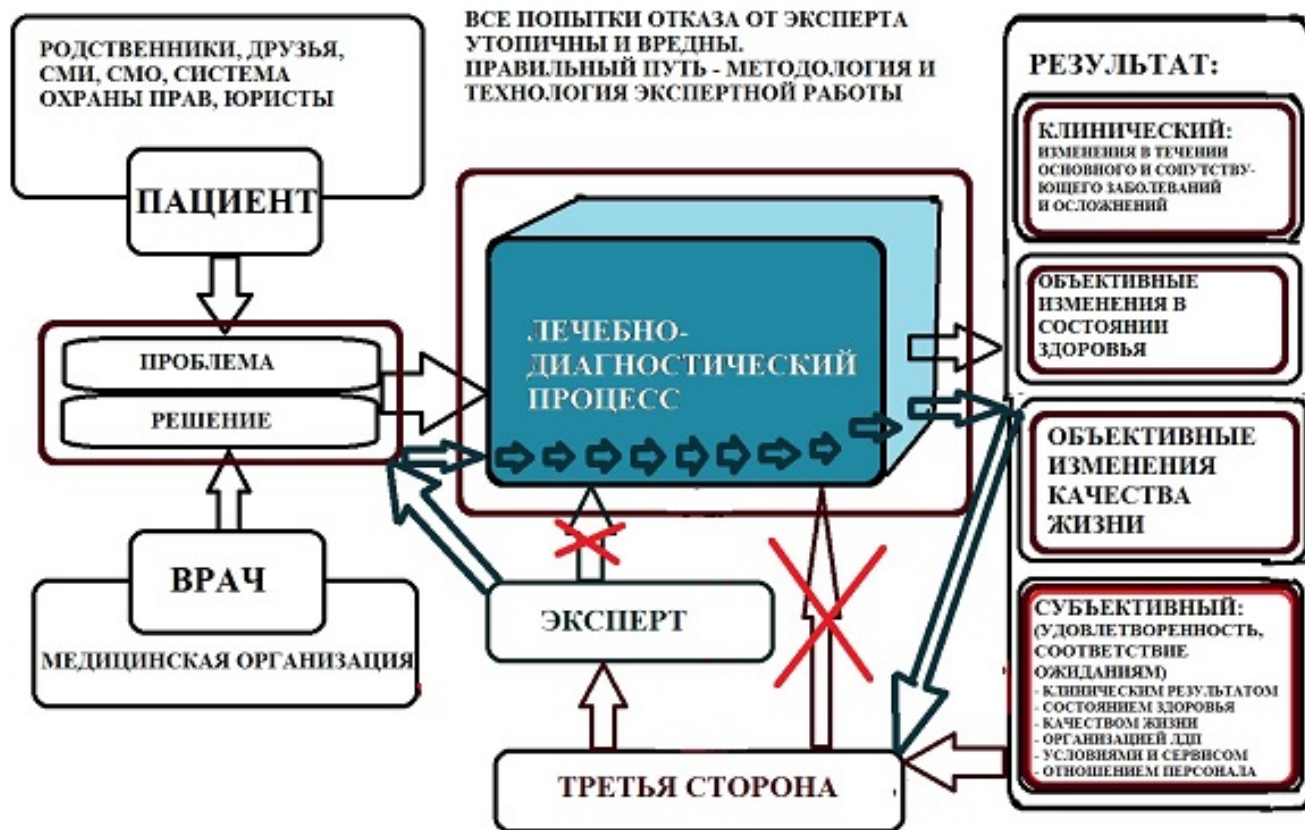 РОДСТВЕННИКИ, ДРУЗЬЯ,
СМИ, СМО, СИСТЕМА
ОХРАНЫ ПРАВ, ЮРИСТЫ
ПАЦИЕНТ
ПРОБЛЕМА
РЕШЕНИЕ
ВРАЧ
МЕДИЦИНСКАЯ ОРГАНИЗАЦИЯ
ВСЕ ПОПЫТКИ ОТКАЗА ОТ ЭКСПЕРТА
УТОПИЧНЫ И ВРЕДНЫ.
ПРАВИЛЬНЫЙ ПУТЬ - МЕТОДОЛОГИЯ И
ТЕХНОЛОГИЯ ЭКСПЕРТНОЙ РАБОТЫ
ЛЕЧЕБНО-
ДИАГНОСТИЧЕСКИЙ
ПРОЦЕСС
ЭКСПЕРТ
ТРЕТЬЯ СТОРОНА
РЕЗУЛЬТАТ:
КЛИНИЧЕСКИЙ:
ИЗМЕНЕНИЯ В ТЕЧЕНИИ
ОСНОВНОГО И СОПУТСТВУ-
ЮЩЕГО ЗАБОЛЕВАНИЙ
И ОСЛОЖНЕНИЙ
ОБЪЕКТИВНЫЕ
ИЗМЕНЕНИЯ В
СОСТОЯНИИ
ЗДОРОВЬЯ
ОБЪЕКТИВНЫЕ
ИЗМЕНЕНИЯ
КАЧЕСТВА
ЖИЗНИ
СУБЪЕКТИВНЫЙ:
(УДОВЛЕТВОРЕННОСТЬ,
СООТВЕТСТВИЕ
ОЖИДАНИЯМ)
- КЛИНИЧЕСКИМ РЕЗУЛЬТАТОМ
- СОСТОЯНИЕМ ЗДОРОВЬЯ
- КАЧЕСТВОМ ЖИЗНИ
- ОРГАНИЗАЦИЕЙ ЛДП
- УСЛОВИЯМИ И СЕРВИСОМ
- ОТНОШЕНИЕМ ПЕРСОНАЛА